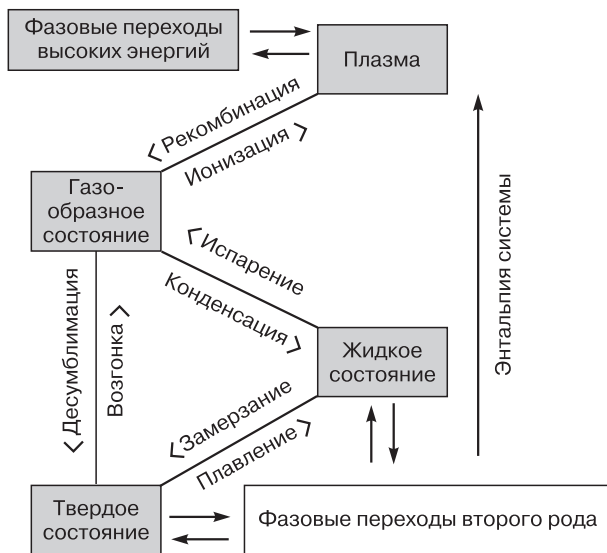 Фазовые переходы
высоких энергий
Плазма
Рекомбинация
Ионизация
Газо-
образное
состояние
Испарение
Конденсация
Энтальпия системы
Десумблимация
Возгонка
Жидкое
состояние
Замерзание
Плавление
Твердое
состояние
Фазовые переходы второго рода